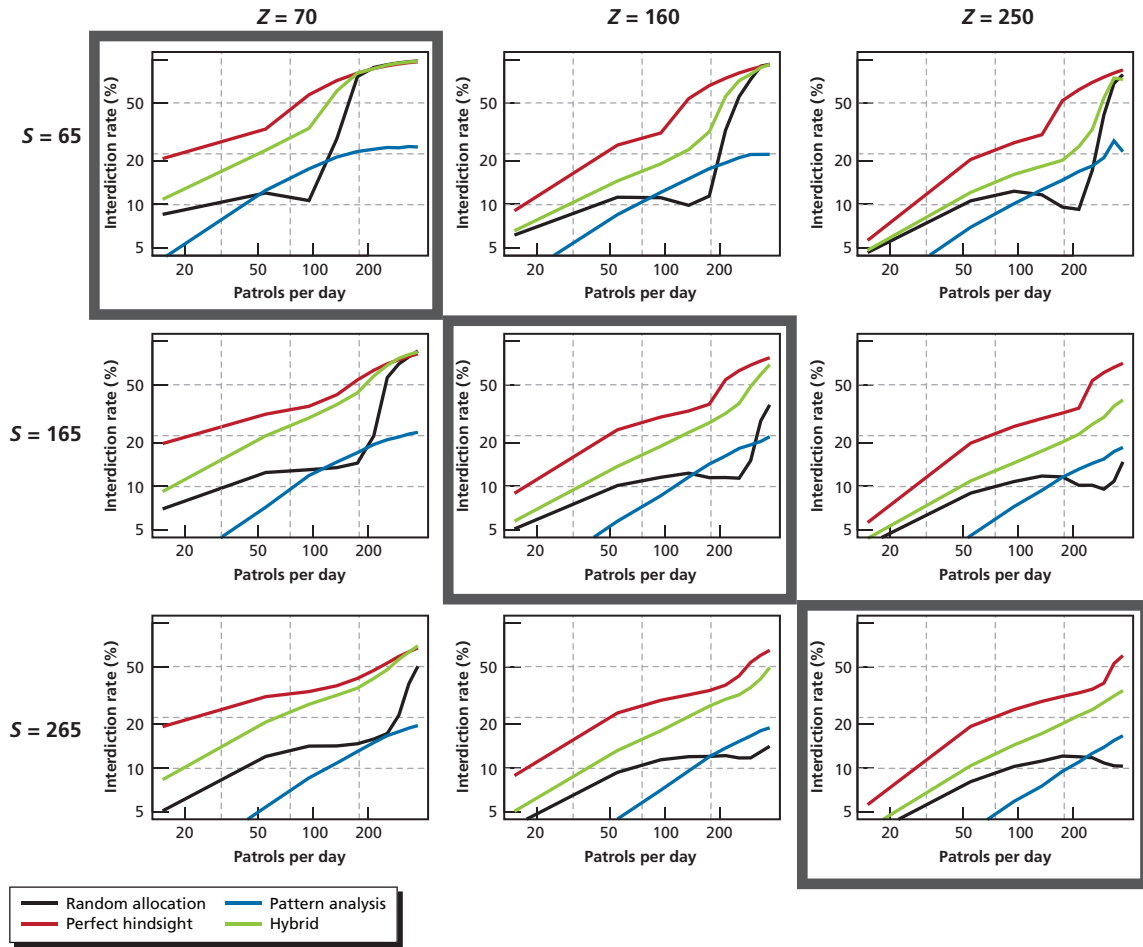 Z = 70
Z = 160
Z = 250
S = 65
Interdiction rate (%)
50
20
10
5
20
50
100
200
Patrols per day
Interdiction rate (%)
50
20
10
5
20
50
100
200
Patrols per day
Interdiction rate (%)
50
20
10
5
20
50
100
200
Patrols per day
S = 165
Interdiction rate (%)
50
20
10
5
20
50
100
200
Patrols per day
Interdiction rate (%)
50
20
10
5
20
50
100
200
Patrols per day
Interdiction rate (%)
50
20
10
5
20
50
100
200
Patrols per day
S = 265
Interdiction rate (%)
50
20
10
5
20
50
100
200
Patrols per day
Interdiction rate (%)
50
20
10
5
20
50
100
200
Patrols per day
Interdiction rate (%)
50
20
10
5
20
50
100
200
Patrols per day
Random allocation
Pattern analysis
Perfect hindsight
Hybrid